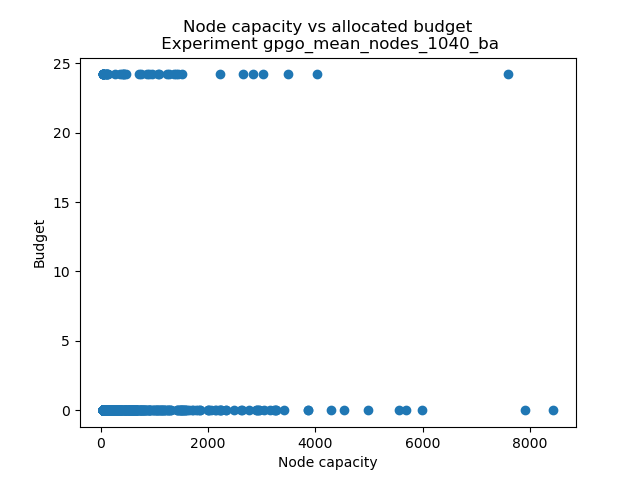 Node capacity vs allocated budget
Experiment gpgo_mean_nodes_1040_ba
25
20
15
10
5
0
Budget
0 2000 4000 6000 8000
Node capacity